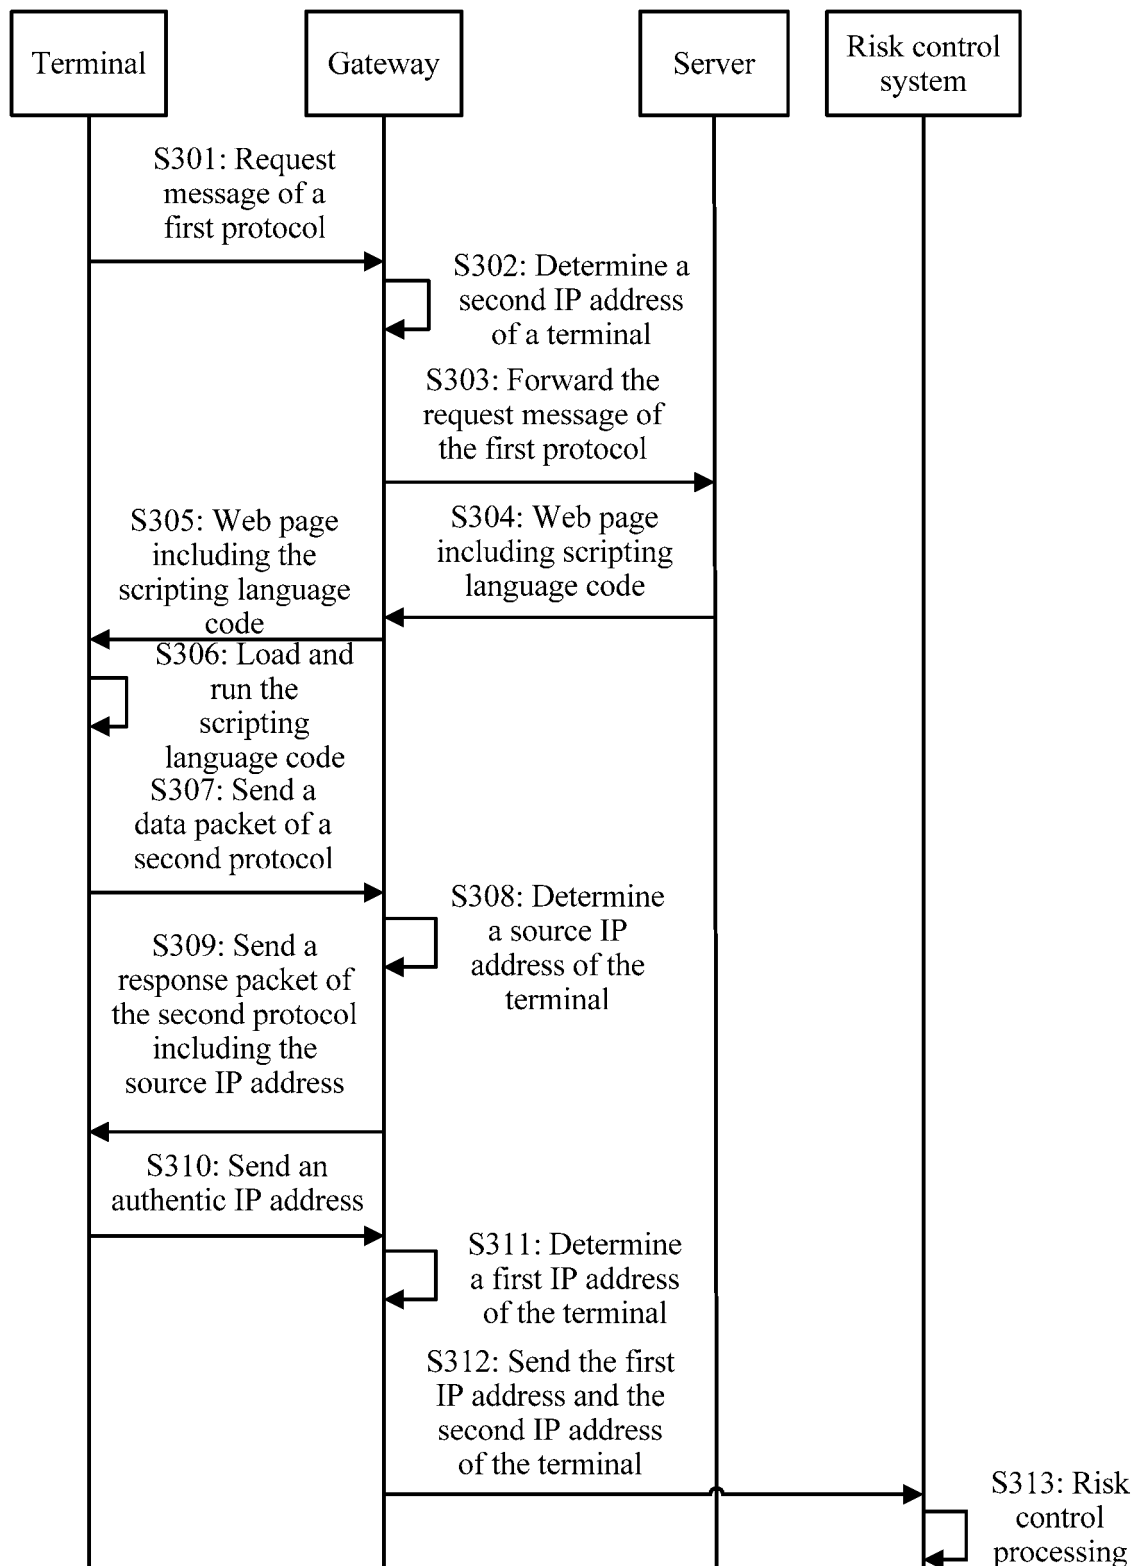 Terminal
Gateway
Server
Risk control
system
S301: Request
message of a
first protocol
S302: Determine a
second IP address
of a terminal
S303: Forward the
request message of
the first protocol
S304: Web page
including scripting
language code
S305: Web page
including the
scripting language
code
S306: Load and
run the
scripting
language code
S307: Send a
data packet of a
second protocol
S308: Determine
a source IP
address of the
terminal
S309: Send a
response packet of
the second protocol
including the
source IP address
S310: Send an
authentic IP address
S311: Determine
a first IP address
of the terminal
S312: Send the first
IP address and the
second IP address
of the terminal
S313: Risk
control
processing